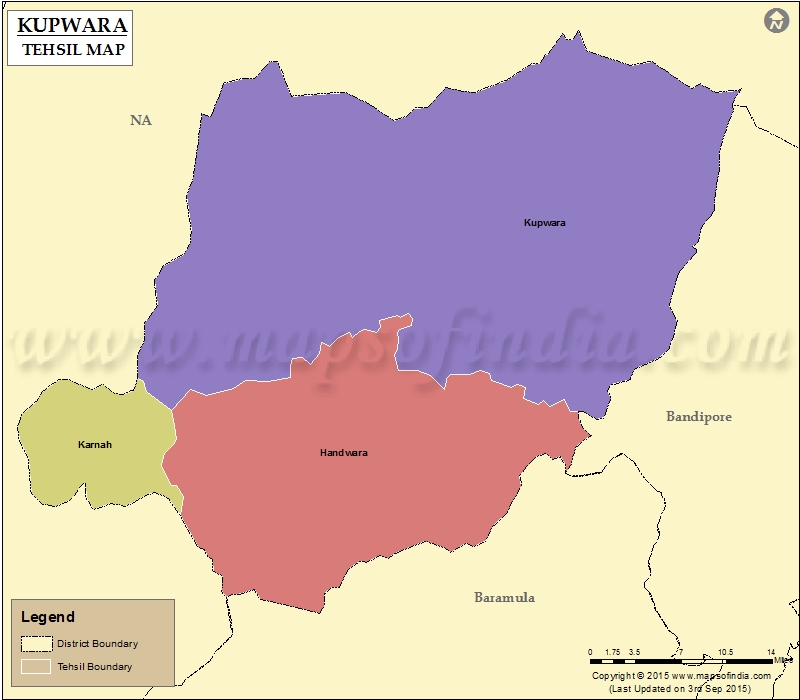 KUPWARA
TEHSIL MAP
N
NA
Kupwara
www.mapsofindia.com
Karnah
Handwara
Bandipore
Baramula
Legend
District Boundary
Tehsil Boundary
0 1.75 3.5 7 10.5 14
Miles
Copyright © 2015 www.mapsofindia.com
(Last Updated on 3rd Sep 2015)